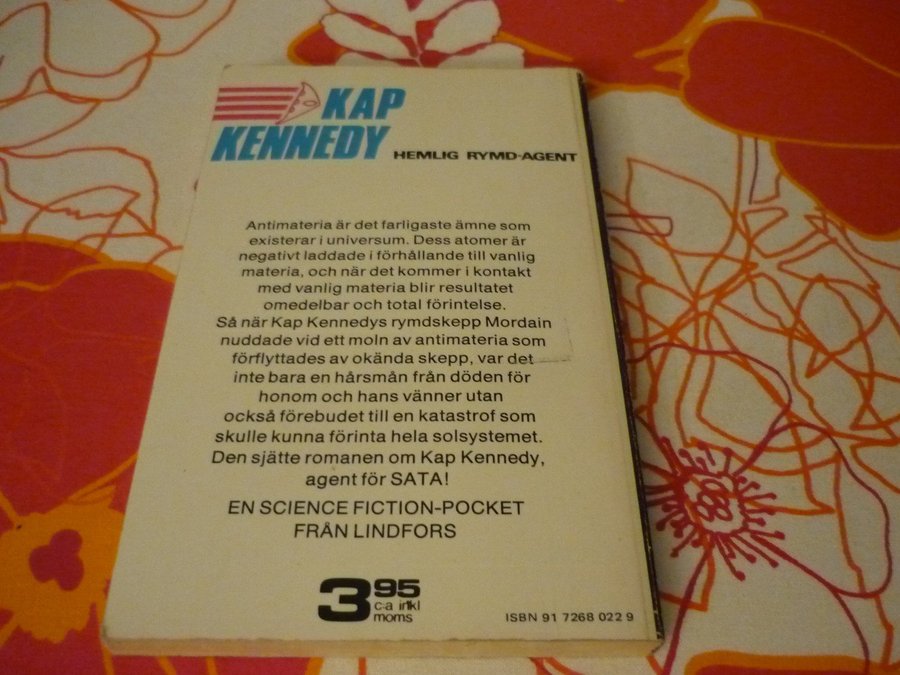 KAP
KENNEDY HEMLIG RYMD-AGENT
Antimateria är det farligaste ämne som
existerar i universum. Dess atomer är
negativt laddade i förhållande till vanlig
materia, och när det kommer i kontakt
med vanlig materia blir resultatet
omedelbar och total förintelse.
Så när Kap Kennedys rymdskepp Mordain
nuddade vid ett moln av antimateria som
förflyttades av okända skepp, var det
inte bara en hårsmån från döden för
honom och hans vänner utan
också förebudet till en katastrof som
skulle kunna förinta hela solsystemet.
Den sjätte romanen om Kap Kennedy,
agent för SATA!
EN SCIENCE FICTION-POCKET
FRÅN LINDFORS
3 95
c:a inkl
moms
ISBN 91 7268 022 9